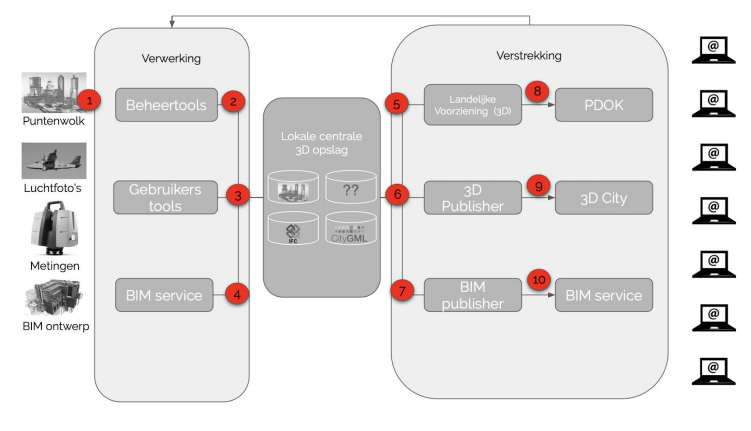 Verwerking
Verstrekking
1
Puntenwolk
Luchtfoto's
Metingen
BIM ontwerp
Beheertools
2
Gebruikers
tools
3
BIM service
4
Lokale centrale
3D opslag
??
IFC
CityGML
5
Landelijke
Voorziening (3D)
8
PDOK
6
3D
Publisher
9
3D City
7
BIM
publisher
10
BIM service
@
@
@
@
@
@
@